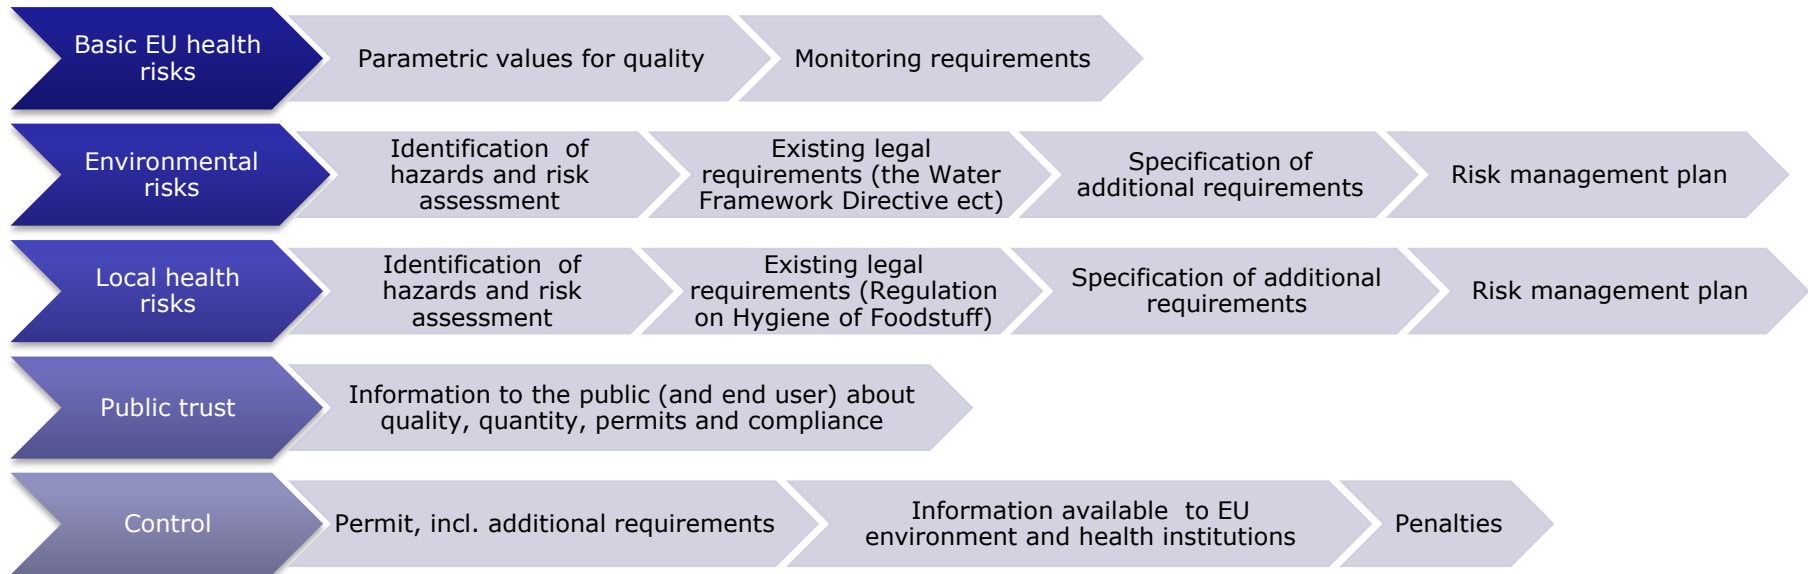 Basic EU health
risks
Parametric values for quality
Monitoring requirements
Environmental
risks
Identification  of
hazards and risk
assessment
Existing legal
requirements (the Water
Framework Directive ect)
Specification of
additional requirements
Risk management plan
Local health
risks
Identification  of
hazards and risk
assessment
Existing legal
requirements (Regulation
on Hygiene of Foodstuff)
Specification of additional
requirements
Risk management plan
Public trust
Information to the public (and end user) about
quality, quantity, permits and compliance
Control
Permit, incl. additional requirements
Information available  to EU
environment and health institutions
Penalties